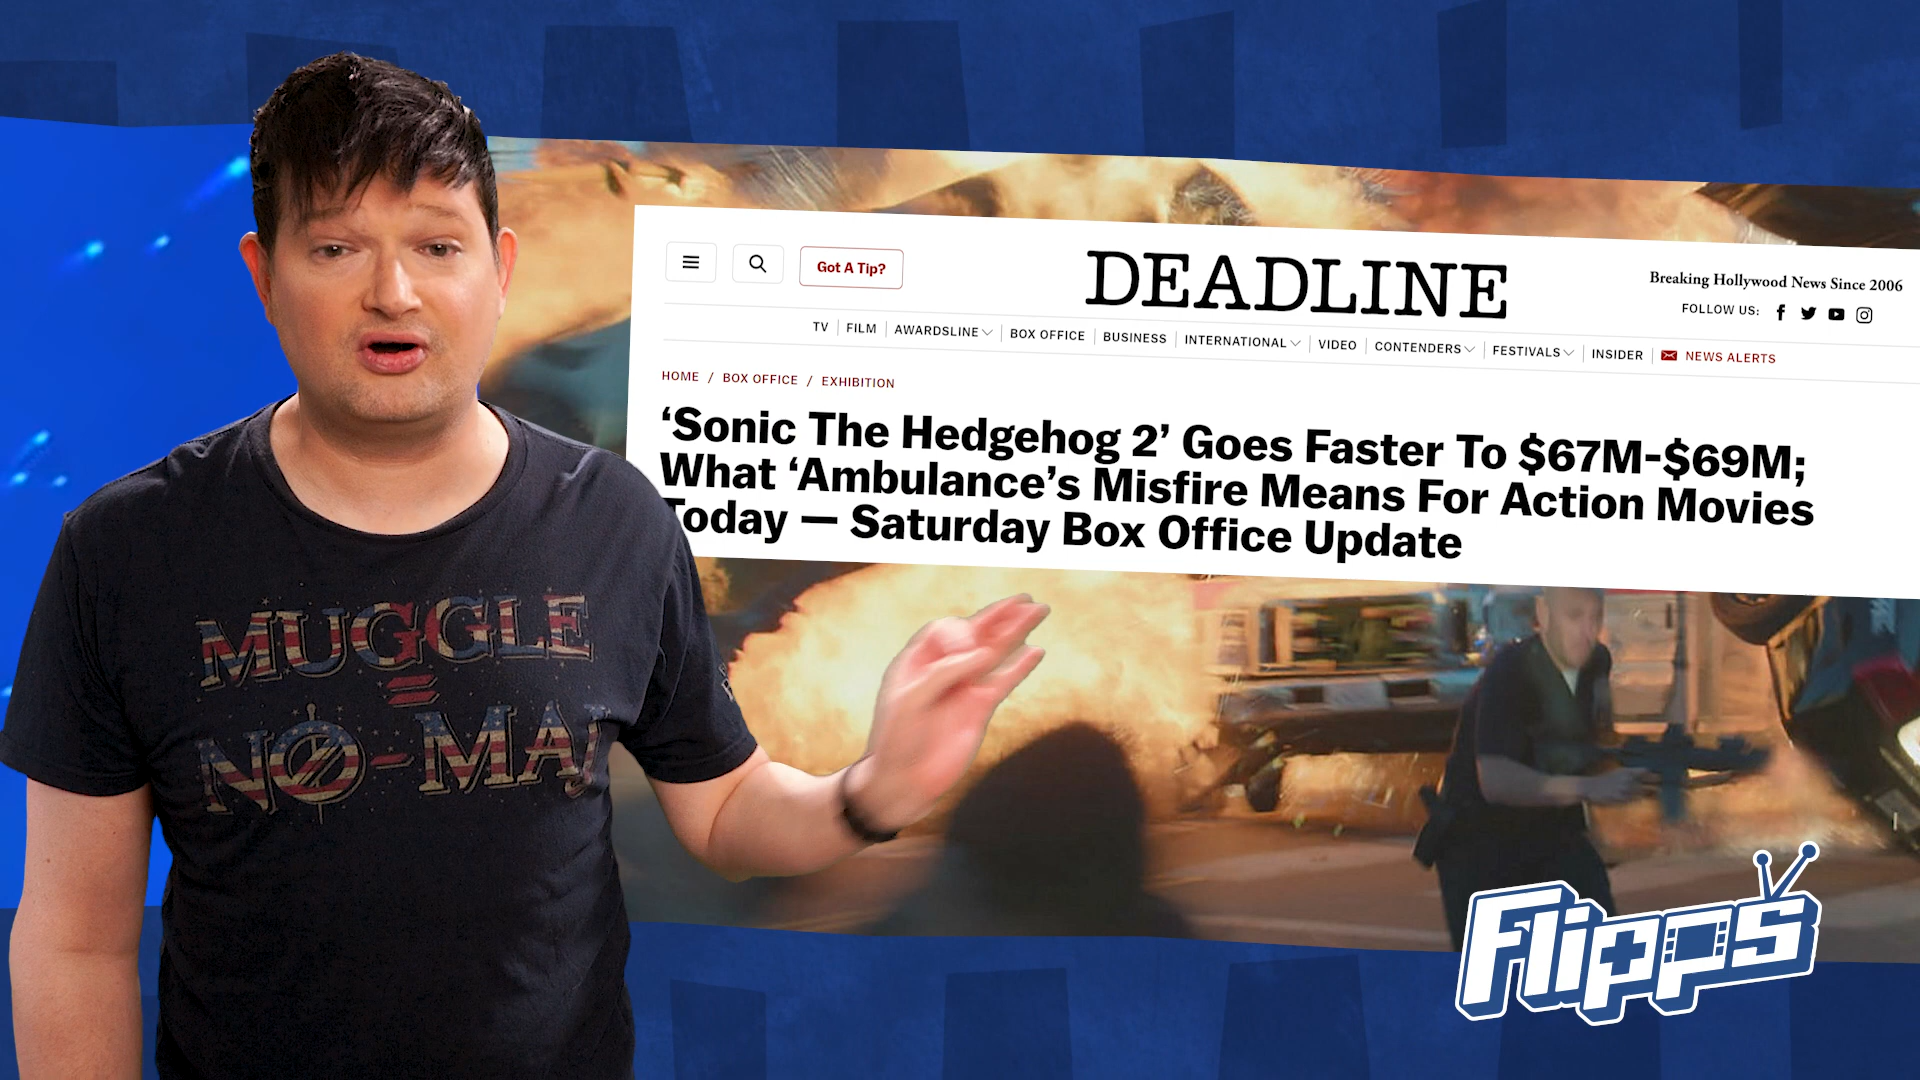 Got A Tip?
DEADLINE
Breaking Hollywood News Since 2006
FOLLOW US:
TV FILM AWARDSLINE BOX OFFICE BUSINESS INTERNATIONAL VIDEO CONTENDERS FESTIVALS INSIDER NEWS ALERTS
HOME / BOX OFFICE / EXHIBITION
‘Sonic The Hedgehog 2’ Goes Faster To $67M-$69M;
What ‘Ambulance’s Misfire Means For Action Movies
Today — Saturday Box Office Update
MUGGLE
=
NO-MAJ
Flipps